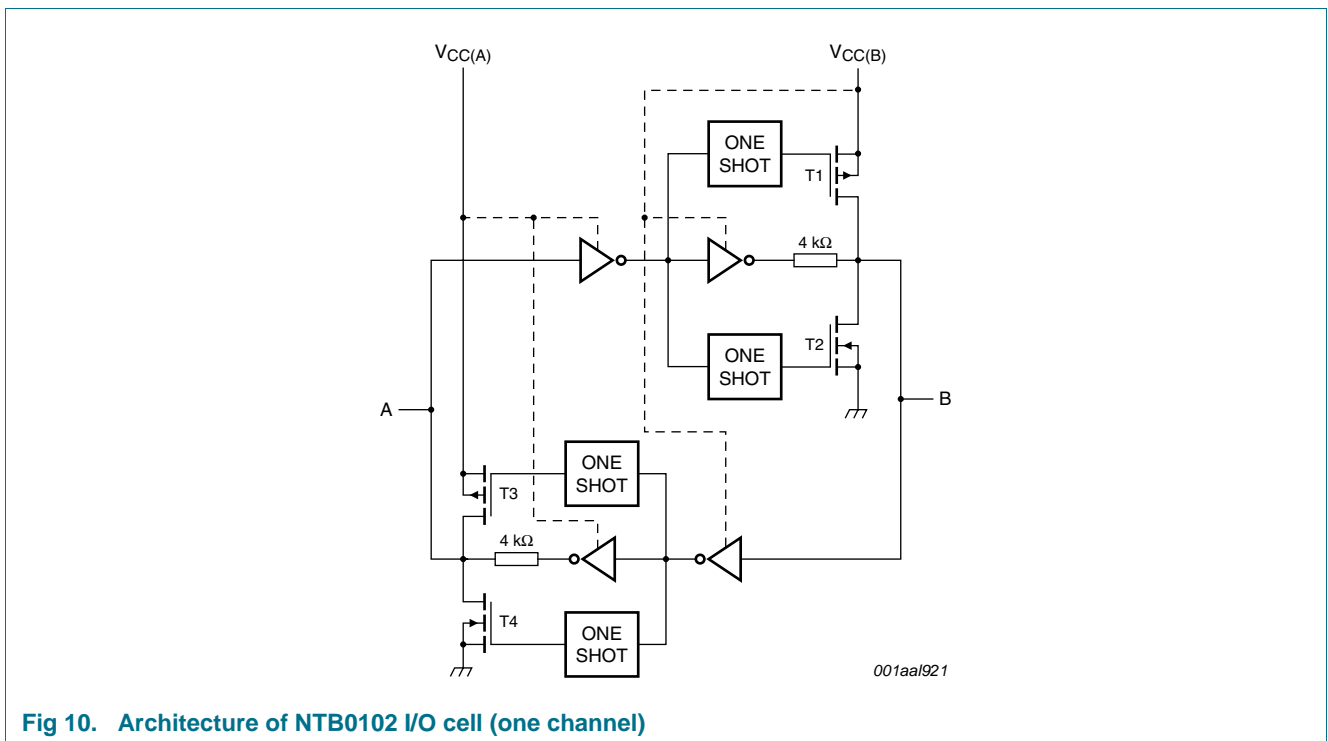 VCC(A)
VCC(B)
ONE
SHOT
T1
4 kΩ
ONE
SHOT
T2
A
B
ONE
SHOT
T3
4 kΩ
T4
ONE
SHOT
001aal921
Fig 10. Architecture of NTB0102 I/O cell (one channel)